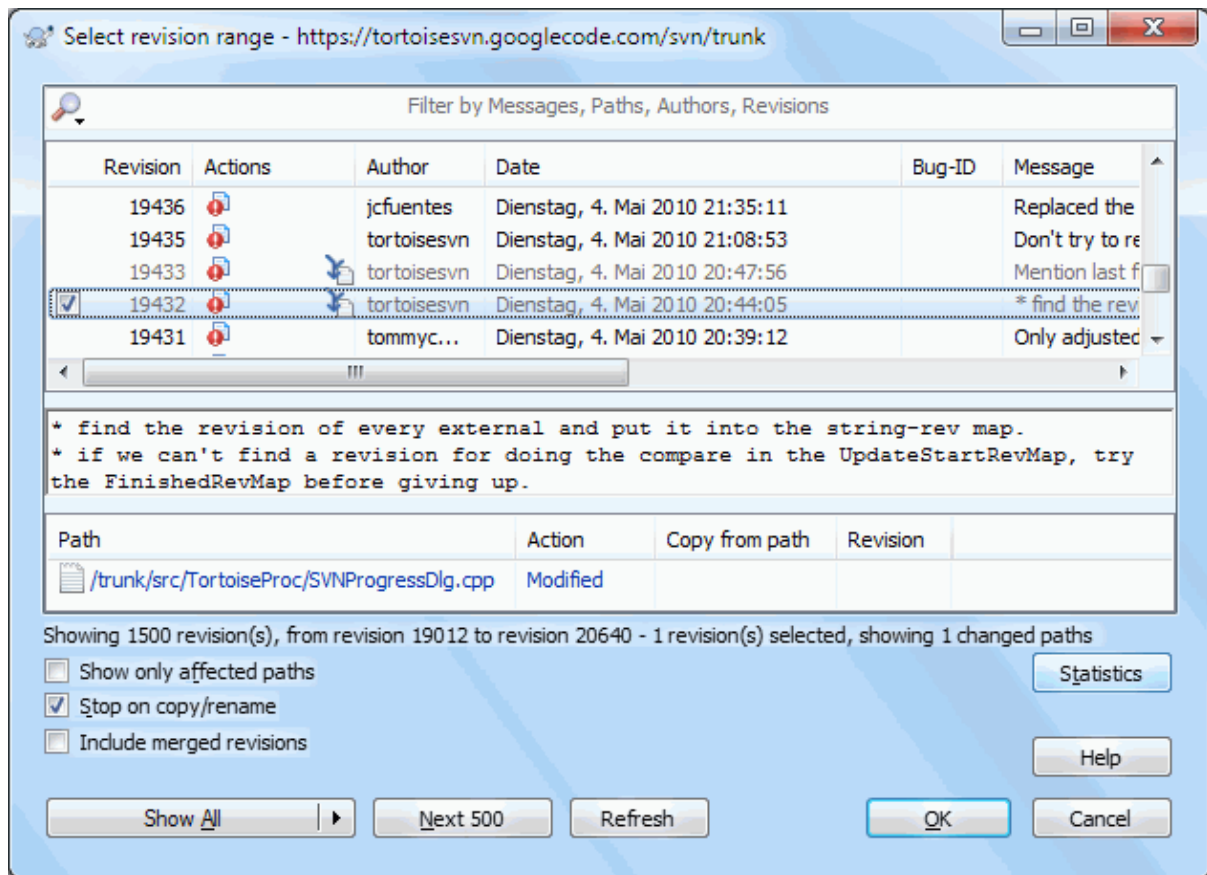 Select revision range - https://tortoisesvn.googlecode.com/svn/trunk
Filter by Messages, Paths, Authors, Revisions
Revision Actions Author Date Bug-ID Message
19436 jcfuentes Dienstag, 4. Mai 2010 21:35:11 Replaced the
19435 tortoisesvn Dienstag, 4. Mai 2010 21:08:53 Don't try to re
19433 tortoisesvn Dienstag, 4. Mai 2010 20:47:56 Mention last f
19432 tortoisesvn Dienstag, 4. Mai 2010 20:44:05 * find the rev
19431 tommyc... Dienstag, 4. Mai 2010 20:39:12 Only adjusted
* find the revision of every external and put it into the string-rev map.
* if we can't find a revision for doing the compare in the UpdateStartRevMap, try
the FinishedRevMap before giving up.
Path Action Copy from path Revision
/trunk/src/TortoiseProc/SVNProgressDlg.cpp Modified
Showing 1500 revision(s), from revision 19012 to revision 20640 - 1 revision(s) selected, showing 1 changed paths
Show only affected paths
Statistics
Stop on copy/rename
Include merged revisions
Help
Show All Next 500 Refresh OK Cancel